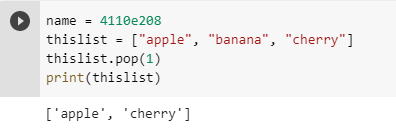 name = 4110e208
thislist = ["apple", "banana", "cherry"]
thislist.pop(1)
print(thislist)
['apple', 'cherry']